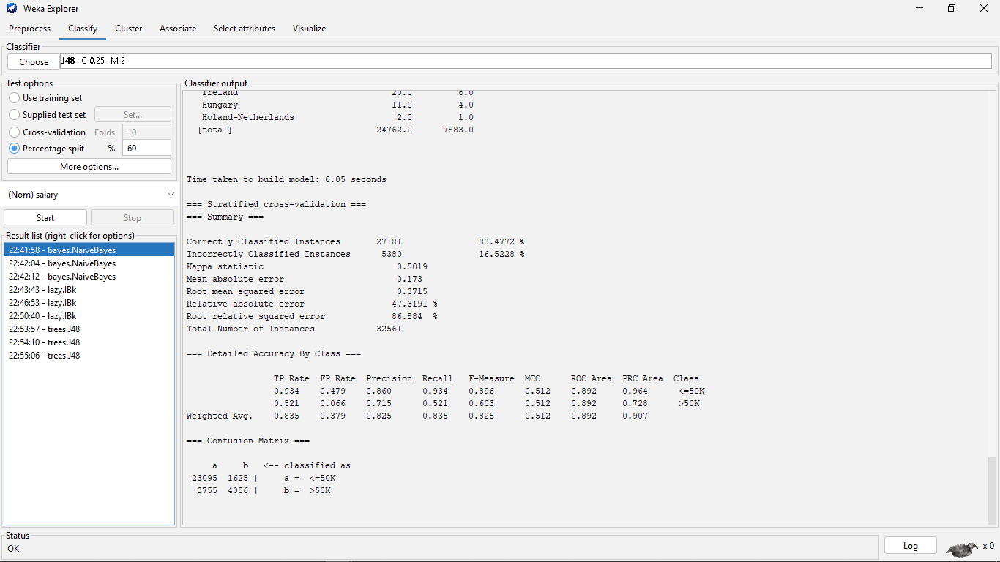 Weka Explorer
Preprocess Classify Cluster Associate Select attributes Visualize
Classifier
Choose J48 -C 0.25 -M 2
Test options
Use training set
Supplied test set Set...
Cross-validation Folds 10
Percentage split % 60
More options...
(Nom) salary
Start Stop
Result list (right-click for options)
22:41:58 - bayes.NaiveBayes
22:42:04 - bayes.NaiveBayes
22:42:12 - bayes.NaiveBayes
22:43:43 - lazy.IBk
22:46:53 - lazy.IBk
22:50:40 - lazy.IBk
22:53:57 - trees.J48
22:54:10 - trees.J48
22:55:06 - trees.J48
Classifier output
Ireland 20.0 6.0
Hungary 11.0 4.0
Holand-Netherlands 2.0 1.0
[total] 24762.0 7883.0
Time taken to build model: 0.05 seconds
=== Stratified cross-validation ===
=== Summary ===
Correctly Classified Instances 27181 83.4772 %
Incorrectly Classified Instances 5380 16.5228 %
Kappa statistic 0.5019
Mean absolute error 0.173
Root mean squared error 0.3715
Relative absolute error 47.3191 %
Root relative squared error 86.884 %
Total Number of Instances 32561
=== Detailed Accuracy By Class ===
TP Rate FP Rate Precision Recall F-Measure MCC ROC Area PRC Area Class
0.934 0.479 0.860 0.934 0.896 0.512 0.892 0.964 <=50K
0.521 0.066 0.715 0.521 0.603 0.512 0.892 0.728 >50K
Weighted Avg. 0.835 0.379 0.825 0.835 0.825 0.512 0.892 0.907
=== Confusion Matrix ===
a b <-- classified as
23095 1625 | a = <=50K
3755 4086 | b = >50K
Status
OK
Log x 0